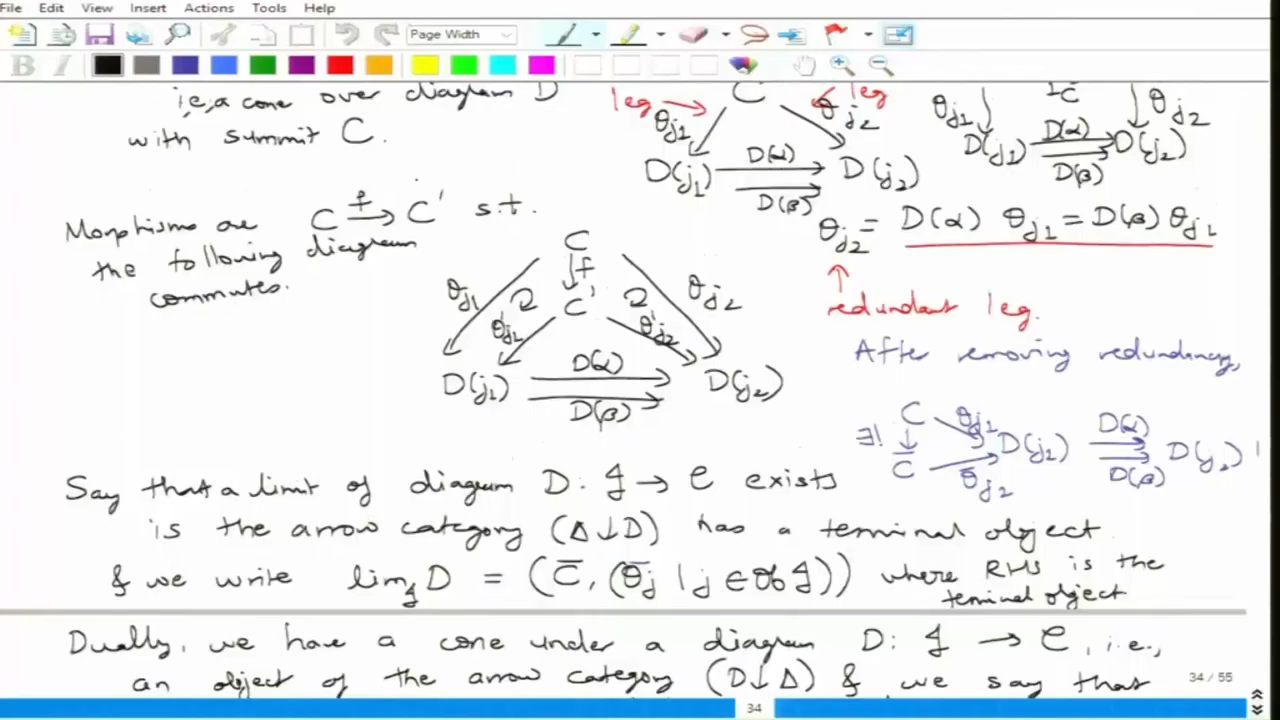 File Edit View Insert Actions Tools Help
Page Width
B I
i.e., a cone over diagram D
with summit C.
leg → C leg
θj1 θj2
D(j1) D(α) D(j2)
D(β)
θj1 1C θj2
D(j1) D(α) D(j2)
D(β)
θj2 = D(α) θj1 = D(β) θj1
↑
redundant leg.
Morphisms are C f→ C' s.t.
the following diagram
commutes.
C
f
C'
θj1 θj2
θ'j1 θ'j2
D(j1) D(α) D(j2)
D(β)
After removing redundancy,
∃! C θj1 D(j1) D(α) D(j2)
C̄ θ̄j2 D(β)
Say that a limit of diagram D: J → C exists
is the arrow category (Δ↓D) has a terminal object
& we write lim_J D = (C̄, (θ̄j | j ∈ Ob J)) where RHS is the
terminal object
Dually, we have a cone under a diagram D: J → C, i.e.,
an object of the arrow category (D↓Δ) & we say that
34 / 55
34